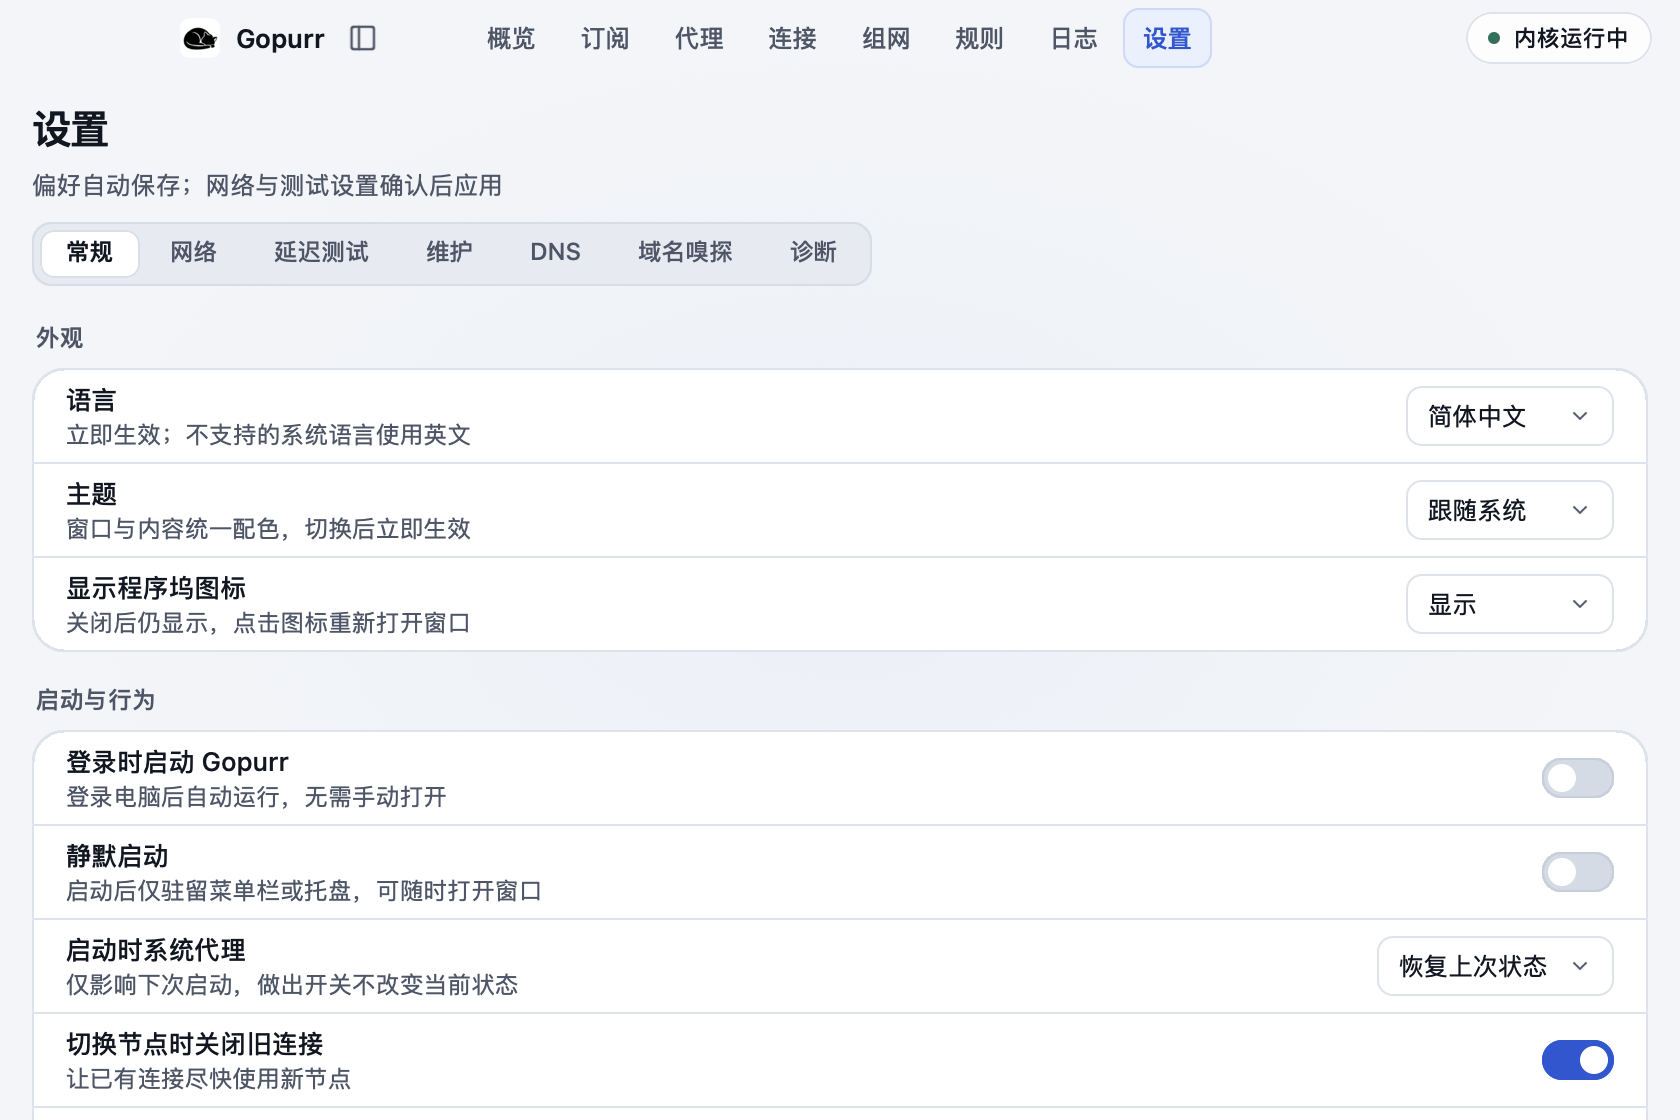 Gopurr
概览 订阅 代理 连接 组网 规则 日志 设置
内核运行中
设置
偏好自动保存；网络与测试设置确认后应用
常规 网络 延迟测试 维护 DNS 域名嗅探 诊断
外观
语言
立即生效；不支持的系统语言使用英文
简体中文
主题
窗口与内容统一配色，切换后立即生效
跟随系统
显示程序坞图标
关闭后仍显示，点击图标重新打开窗口
显示
启动与行为
登录时启动 Gopurr
登录电脑后自动运行，无需手动打开
静默启动
启动后仅驻留菜单栏或托盘，可随时打开窗口
启动时系统代理
仅影响下次启动，做出开关不改变当前状态
恢复上次状态
切换节点时关闭旧连接
让已有连接尽快使用新节点